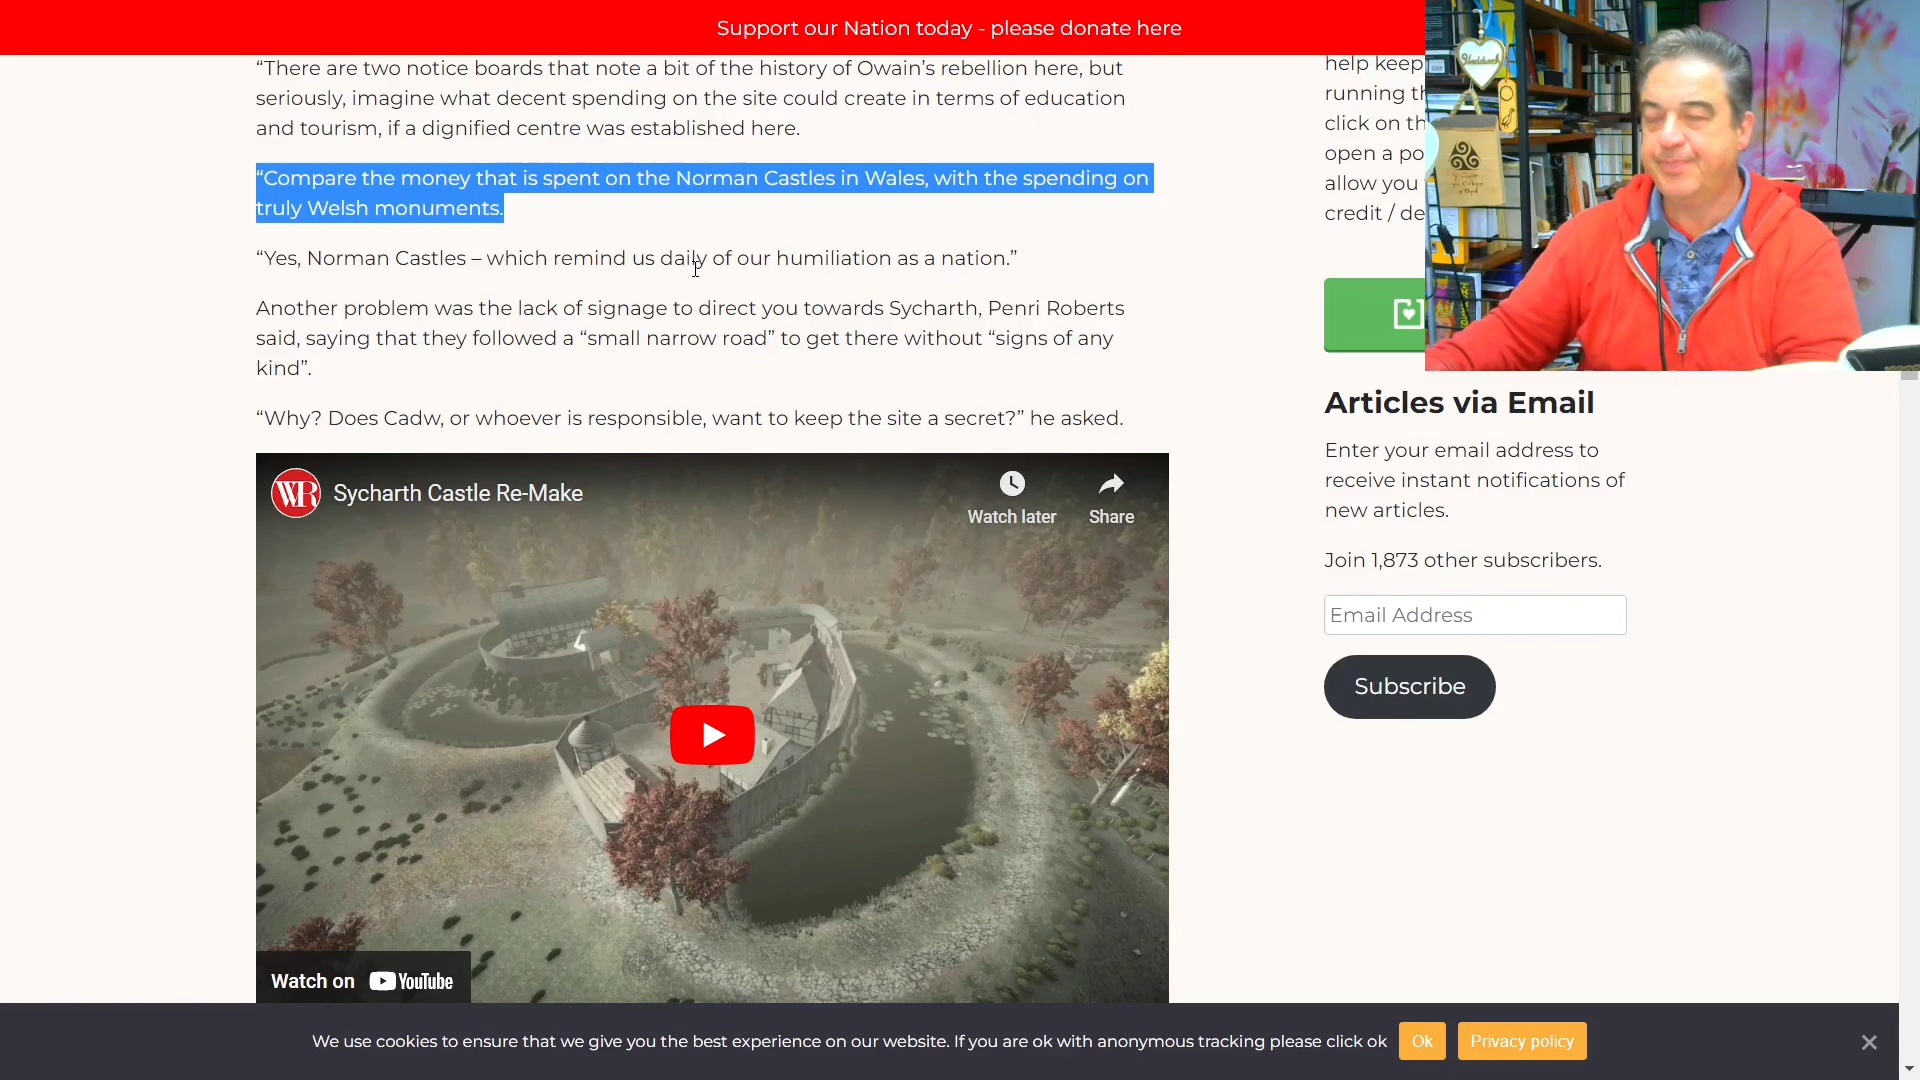 Support our Nation today - please donate here
“There are two notice boards that note a bit of the history of Owain’s rebellion here, but
seriously, imagine what decent spending on the site could create in terms of education
and tourism, if a dignified centre was established here.
“Compare the money that is spent on the Norman Castles in Wales, with the spending on
truly Welsh monuments.
“Yes, Norman Castles – which remind us daily of our humiliation as a nation.”
Another problem was the lack of signage to direct you towards Sycharth, Penri Roberts
said, saying that they followed a “small narrow road” to get there without “signs of any
kind”.
“Why? Does Cadw, or whoever is responsible, want to keep the site a secret?” he asked.
WR
Sycharth Castle Re-Make
Watch later
Share
Watch on YouTube
help keep
running th
click on th
open a po
allow you
credit / de
Articles via Email
Enter your email address to
receive instant notifications of
new articles.
Join 1,873 other subscribers.
Email Address
Subscribe
We use cookies to ensure that we give you the best experience on our website. If you are ok with anonymous tracking please click ok
Ok
Privacy policy